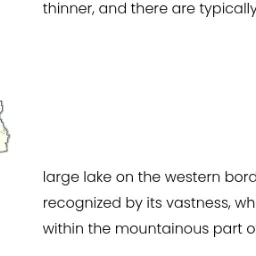 thinner, and there are typically
large lake on the western bord
recognized by its vastness, wh
within the mountainous part o